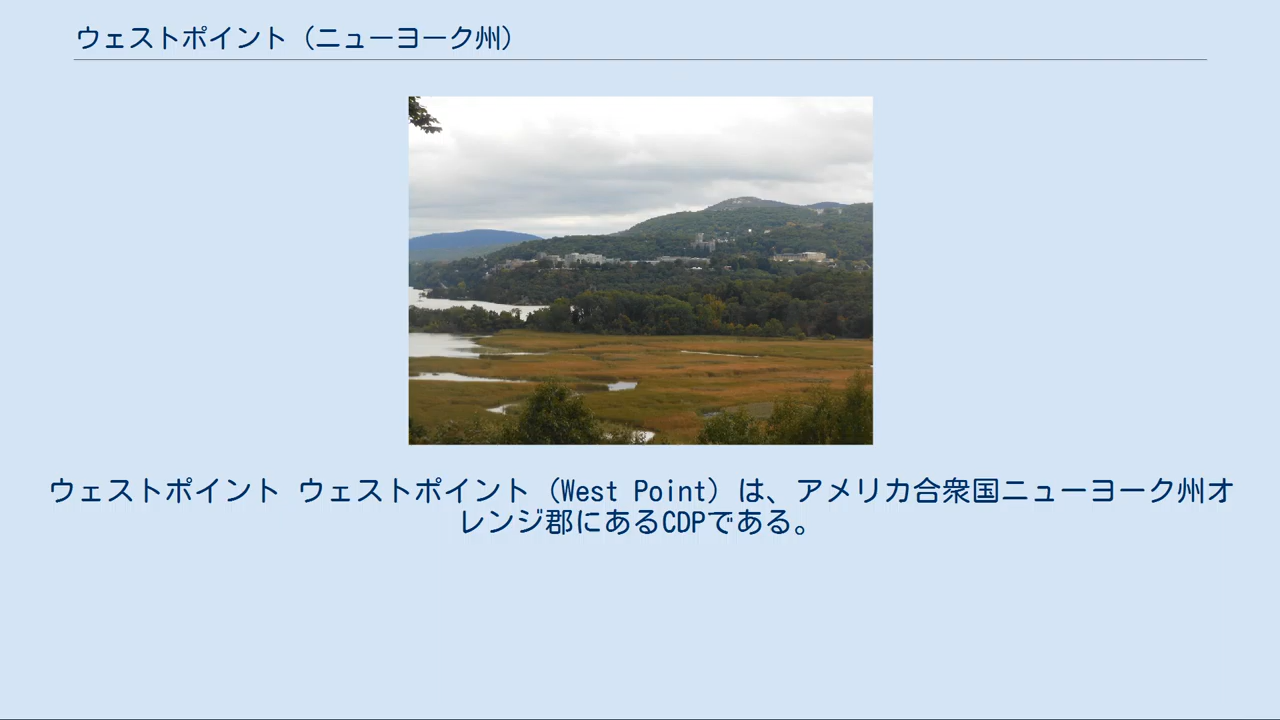 ウェストポイント（ニューヨーク州）
ウェストポイント ウェストポイント（West Point）は、アメリカ合衆国ニューヨーク州オ
レンジ郡にあるCDPである。